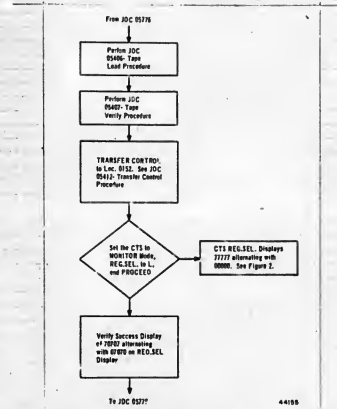 From JDC 05776
Perform JDC
05406- Tape
Load Procedure
Perform JDC
05407- Tape
Verify Procedure
TRANSFER CONTROL
to Loc. 0152. See JDC
05412- Transfer Control
Procedure
Set the CTS to
MONITOR Mode,
REG.SEL. to L,
and PROCEED
CTS REG.SEL. Displays
77777 alternating with
00000. See Figure 2.
Verify Success Display
of 70707 alternating
with 07070 on REG.SEL
Display
To JDC
44195